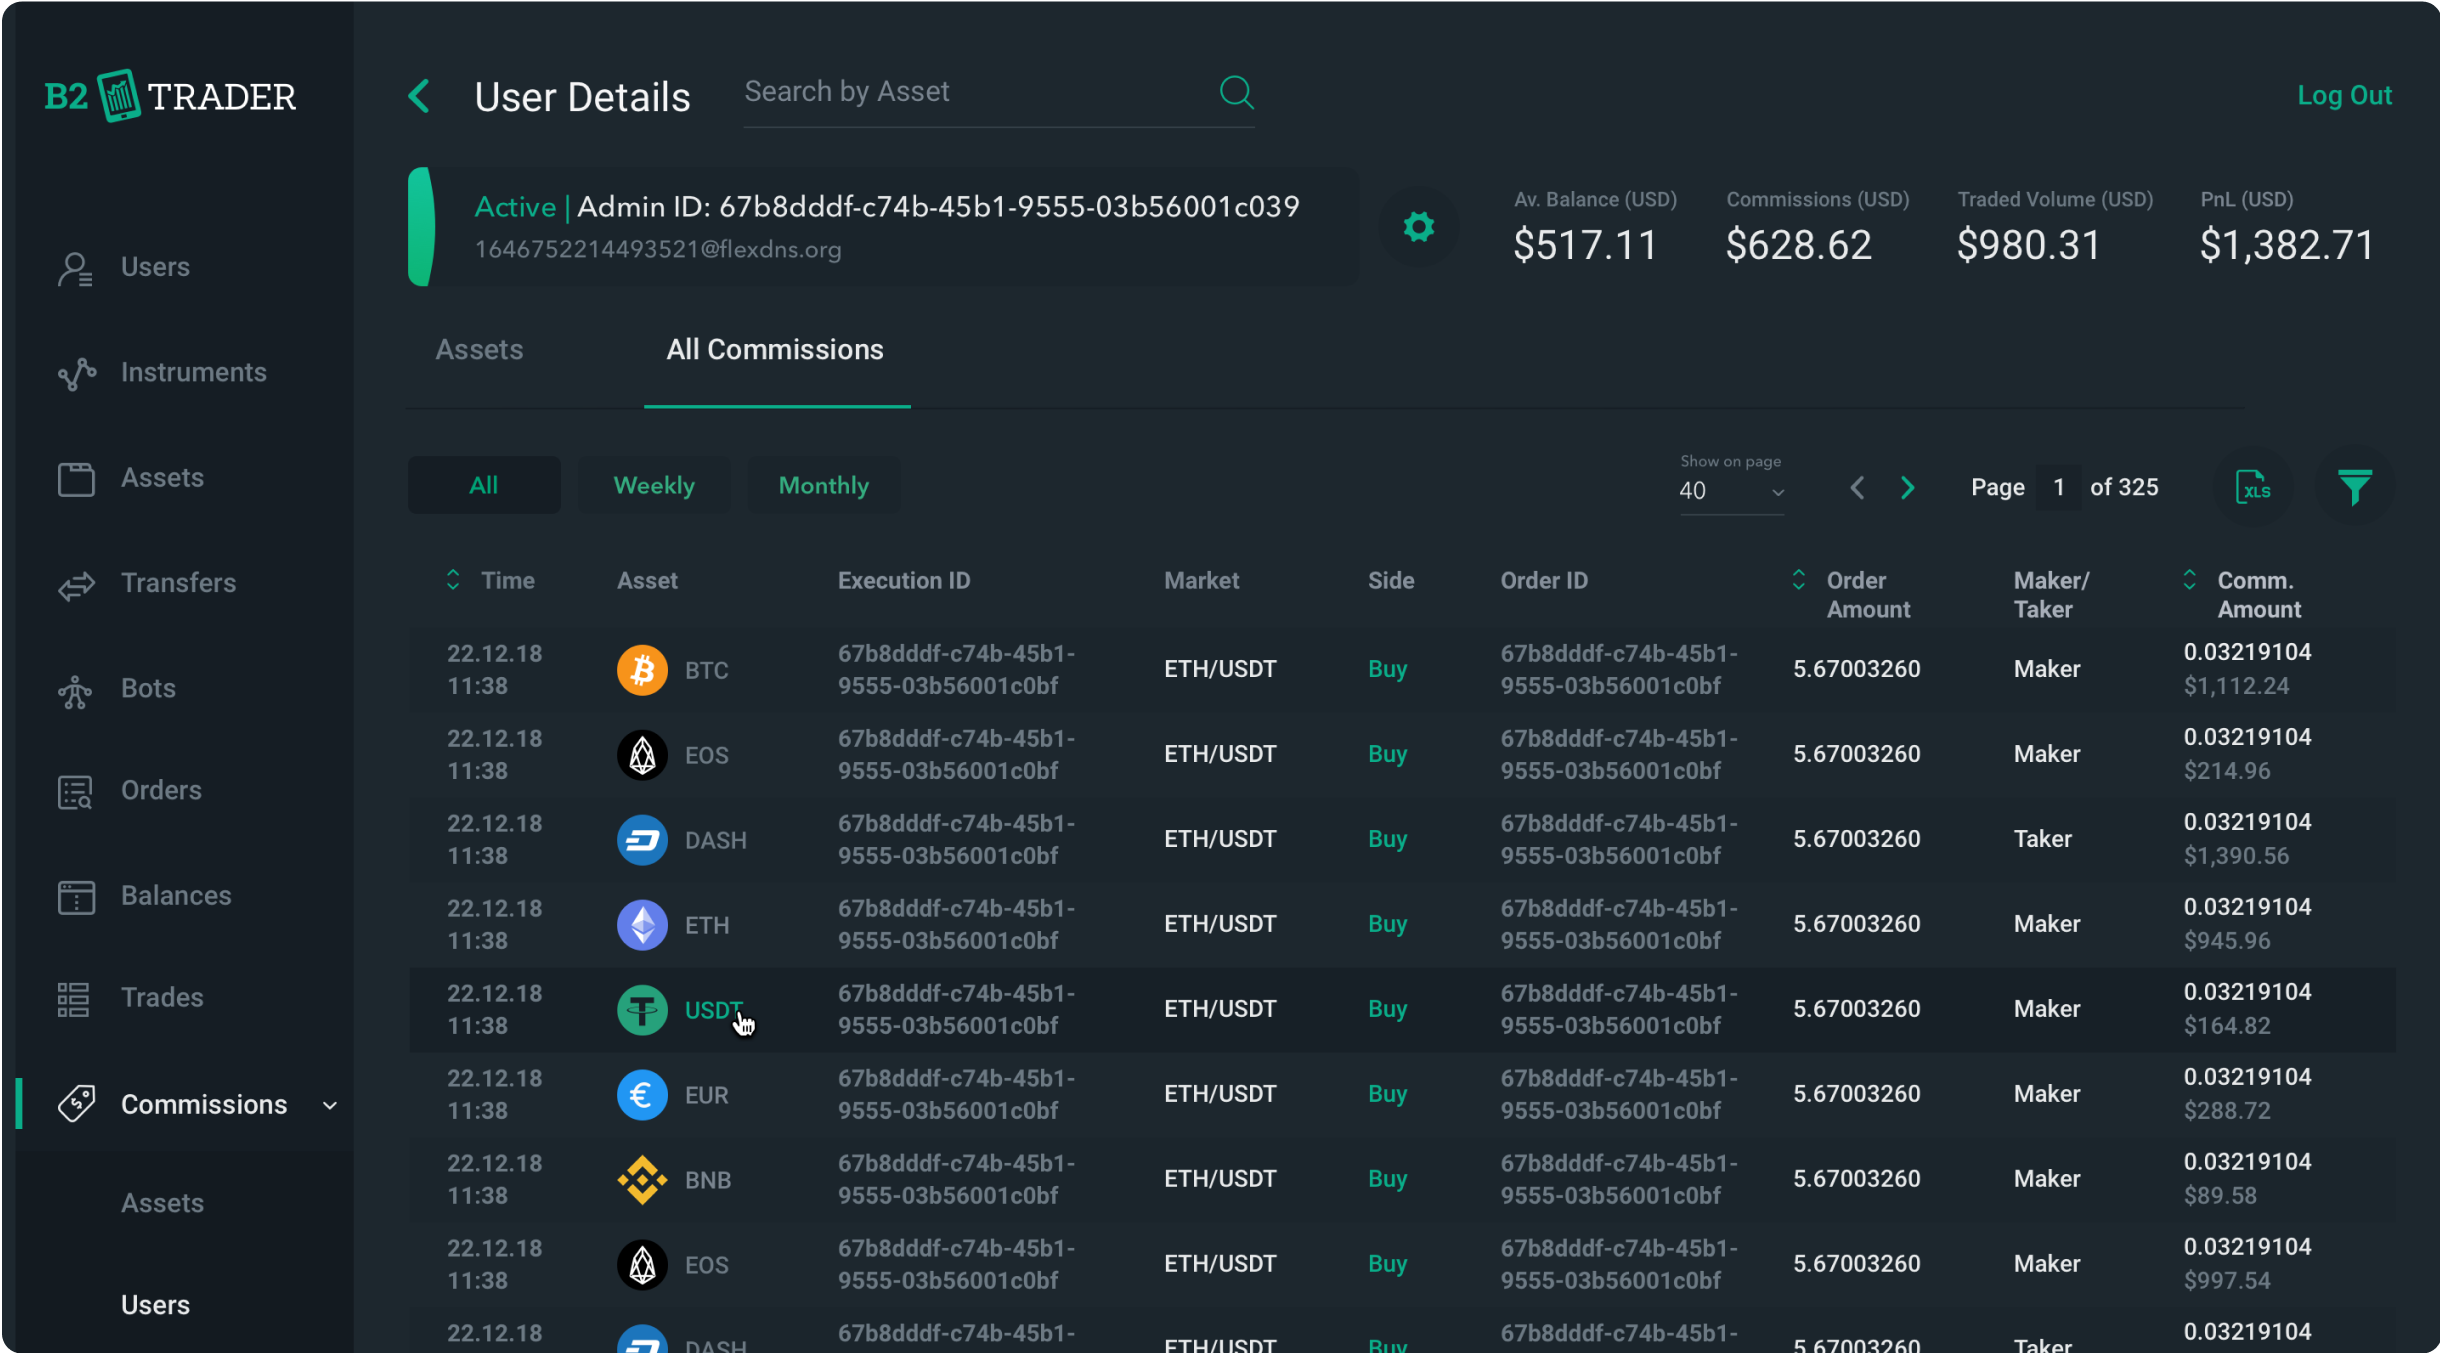 B2 TRADER
Users
Instruments
Assets
Transfers
Bots
Orders
Balances
Trades
Commissions
Assets
Users
User Details
Search by Asset
Log Out
Active | Admin ID: 67b8dddf-c74b-45b1-9555-03b56001c039
1646752214493521@flexdns.org
Av. Balance (USD)
$517.11
Commissions (USD)
$628.62
Traded Volume (USD)
$980.31
PnL (USD)
$1,382.71
Assets All Commissions
All Weekly Monthly
Show on page
40
Page 1 of 325
XLS
Time Asset Execution ID Market Side Order ID Order Maker/ Comm.
Amount Taker Amount
22.12.18 67b8dddf-c74b-45b1- 67b8dddf-c74b-45b1- 0.03219104
BTC ETH/USDT Buy 5.67003260 Maker
11:38 9555-03b56001c0bf 9555-03b56001c0bf $1,112.24
22.12.18 67b8dddf-c74b-45b1- 67b8dddf-c74b-45b1- 0.03219104
EOS ETH/USDT Buy 5.67003260 Maker
11:38 9555-03b56001c0bf 9555-03b56001c0bf $214.96
22.12.18 67b8dddf-c74b-45b1- 67b8dddf-c74b-45b1- 0.03219104
DASH ETH/USDT Buy 5.67003260 Taker
11:38 9555-03b56001c0bf 9555-03b56001c0bf $1,390.56
22.12.18 67b8dddf-c74b-45b1- 67b8dddf-c74b-45b1- 0.03219104
ETH ETH/USDT Buy 5.67003260 Maker
11:38 9555-03b56001c0bf 9555-03b56001c0bf $945.96
22.12.18 67b8dddf-c74b-45b1- 67b8dddf-c74b-45b1- 0.03219104
USDT ETH/USDT Buy 5.67003260 Maker
11:38 9555-03b56001c0bf 9555-03b56001c0bf $164.82
22.12.18 67b8dddf-c74b-45b1- 67b8dddf-c74b-45b1- 0.03219104
EUR ETH/USDT Buy 5.67003260 Maker
11:38 9555-03b56001c0bf 9555-03b56001c0bf $288.72
22.12.18 67b8dddf-c74b-45b1- 67b8dddf-c74b-45b1- 0.03219104
BNB ETH/USDT Buy 5.67003260 Maker
11:38 9555-03b56001c0bf 9555-03b56001c0bf $89.58
22.12.18 67b8dddf-c74b-45b1- 67b8dddf-c74b-45b1- 0.03219104
EOS ETH/USDT Buy 5.67003260 Maker
11:38 9555-03b56001c0bf 9555-03b56001c0bf $997.54
22.12.18 67b8dddf-c74b-45b1- 67b8dddf-c74b-45b1- 0.03219104
DASH ETH/USDT Buy 5.67003260 Taker